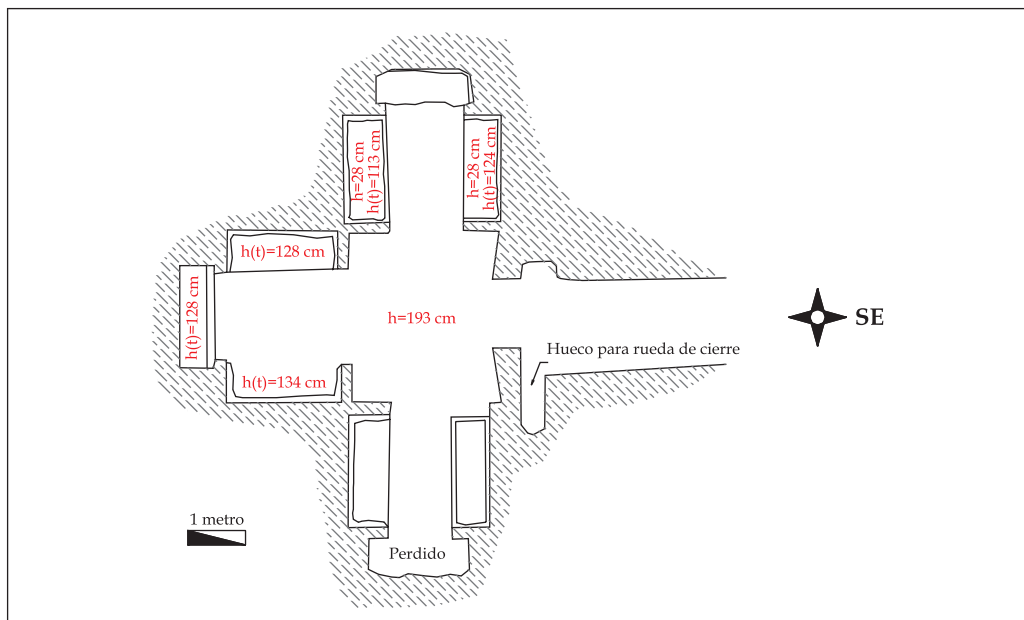 h=28 cm
h(t)=113 cm
h=28 cm
h(t)=124 cm
h(t)=128 cm
h(t)=128 cm
h=193 cm
SE
Hueco para rueda de cierre
h(t)=134 cm
1 metro
Perdido